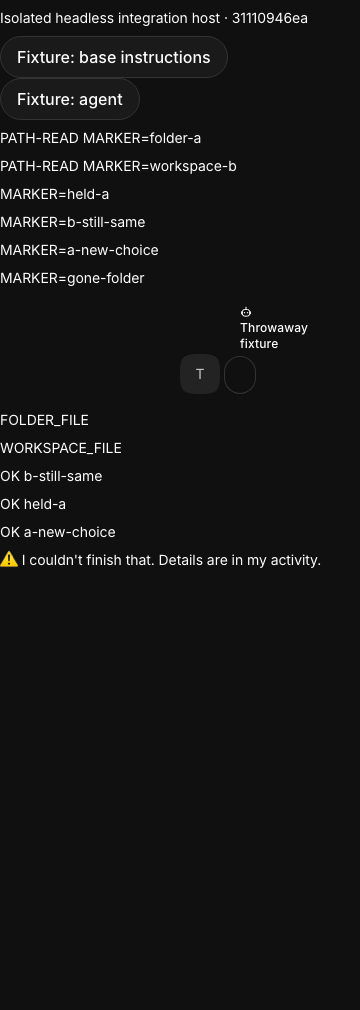 Isolated headless integration host · 31110946ea
Fixture: base instructions
Fixture: agent
PATH-READ MARKER=folder-a
PATH-READ MARKER=workspace-b
MARKER=held-a
MARKER=b-still-same
MARKER=a-new-choice
MARKER=gone-folder
Throwaway
fixture
T
FOLDER_FILE
WORKSPACE_FILE
OK b-still-same
OK held-a
OK a-new-choice
⚠️ I couldn't finish that. Details are in my activity.